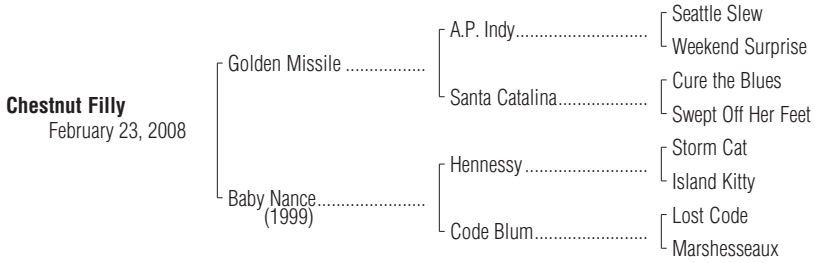 Seattle Slew
A.P. Indy
Weekend Surprise
Golden Missile
Cure the Blues
Santa Catalina
Swept Off Her Feet
Chestnut Filly
February 23, 2008
Storm Cat
Hennessy
Island Kitty
Baby Nance
(1999)
Lost Code
Code Blum
Marshesseaux